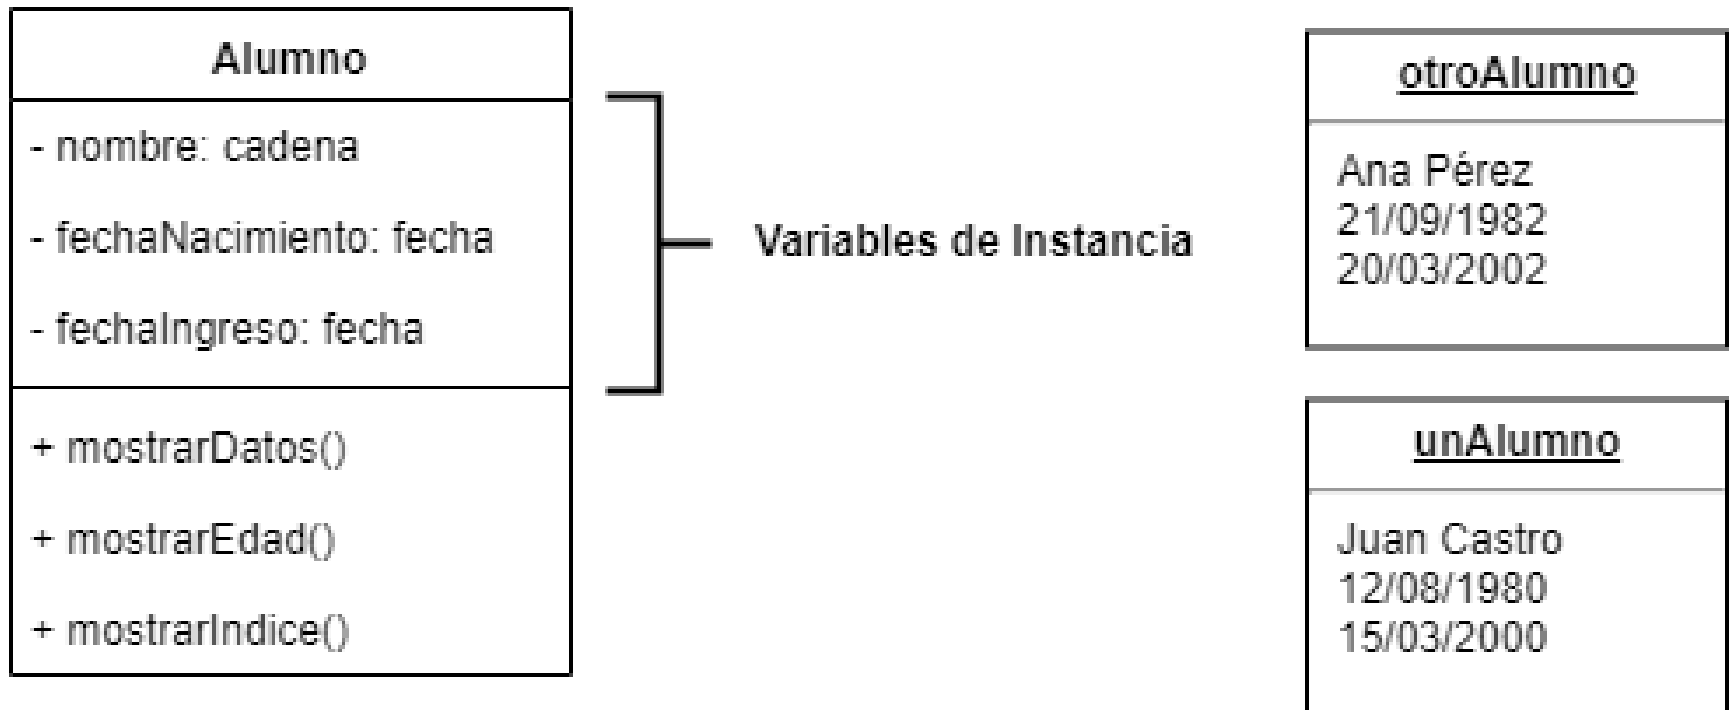 Alumno
- nombre: cadena
- fechaNacimiento: fecha
- fechaIngreso: fecha
+ mostrarDatos()
+ mostrarEdad()
+ mostrarIndice()
Variables de Instancia
otroAlumno
Ana Pérez
21/09/1982
20/03/2002
unAlumno
Juan Castro
12/08/1980
15/03/2000